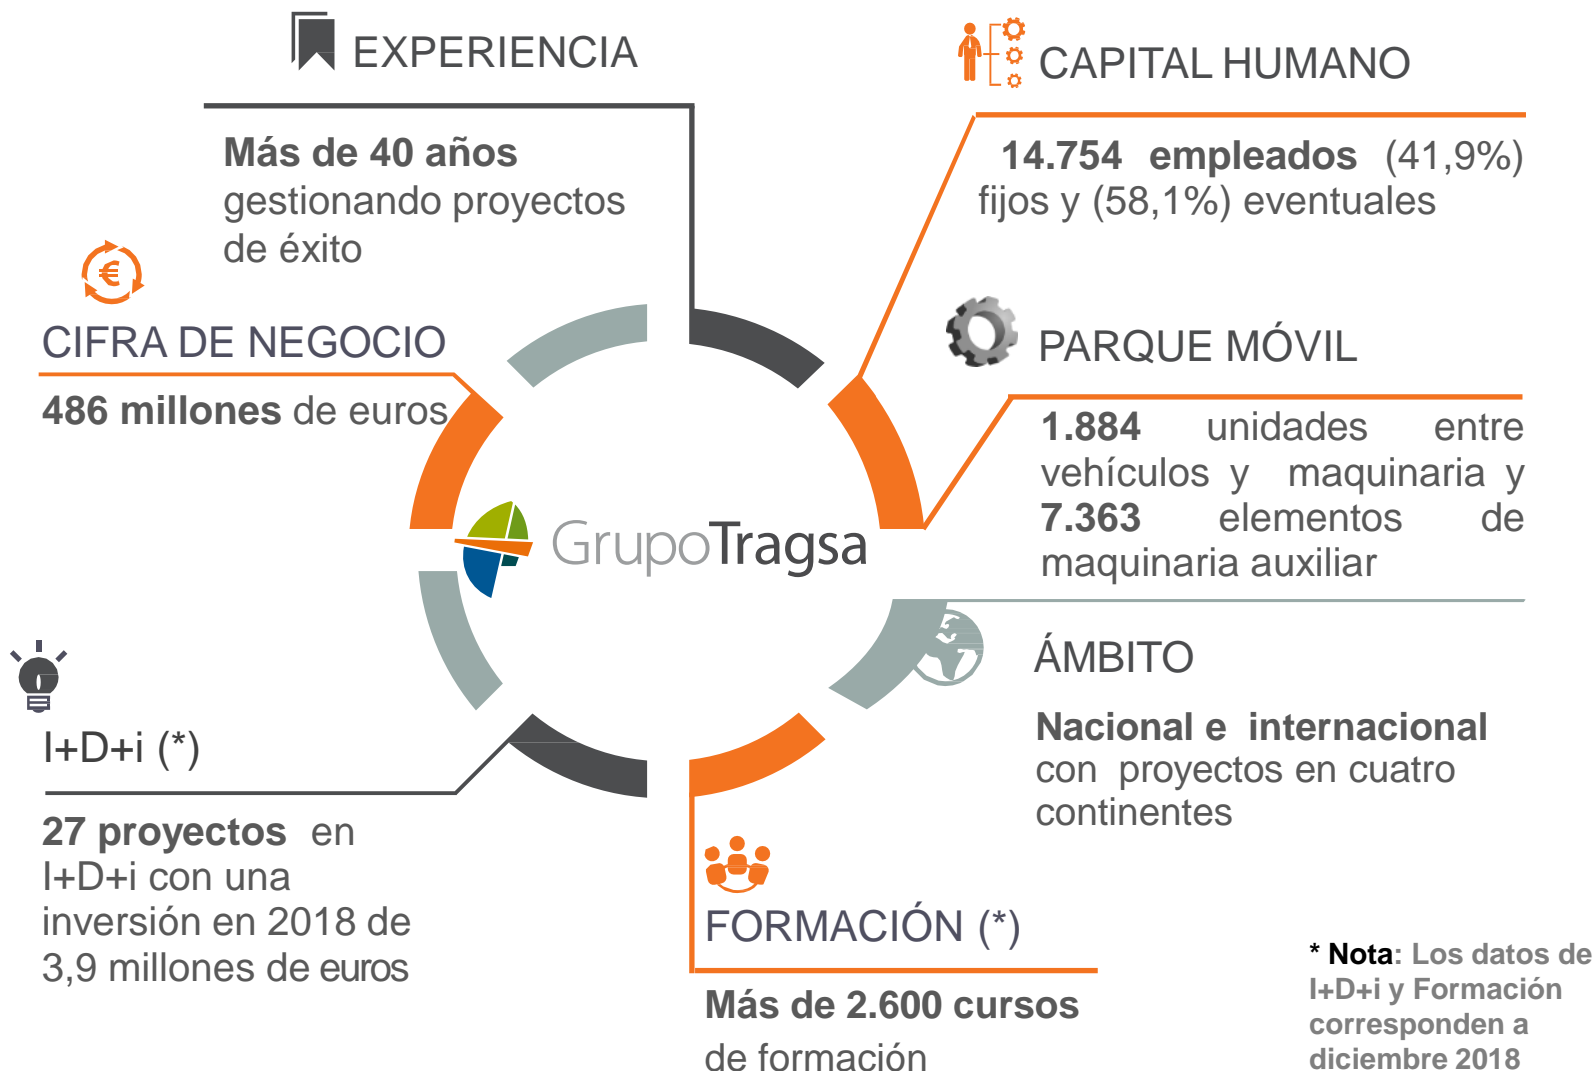 EXPERIENCIA
Más de 40 años
gestionando proyectos
de éxito
CAPITAL HUMANO
14.754 empleados (41,9%)
fijos y (58,1%) eventuales
€
CIFRA DE NEGOCIO
486 millones de euros
PARQUE MÓVIL
1.884 unidades entre
vehículos y maquinaria y
7.363 elementos de
maquinaria auxiliar
GrupoTragsa
ÁMBITO
Nacional e internacional
con proyectos en cuatro
continentes
I+D+i (*)
27 proyectos en
I+D+i con una
inversión en 2018 de
3,9 millones de euros
FORMACIÓN (*)
Más de 2.600 cursos
de formación
* Nota: Los datos de
I+D+i y Formación
corresponden a
diciembre 2018